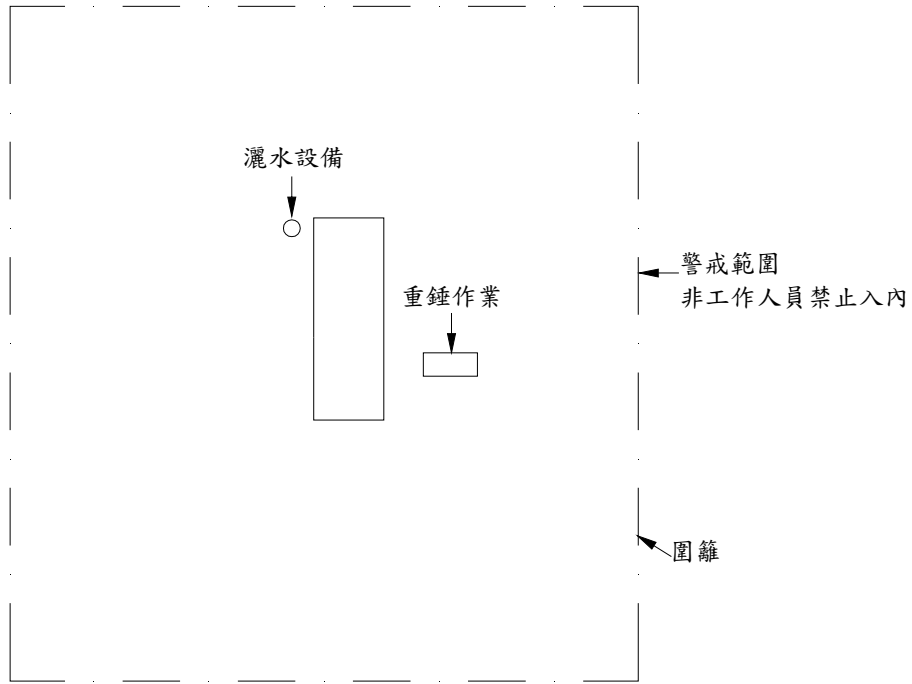 灑水設備
警戒範圍
非工作人員禁止入內
重錘作業
圍籬